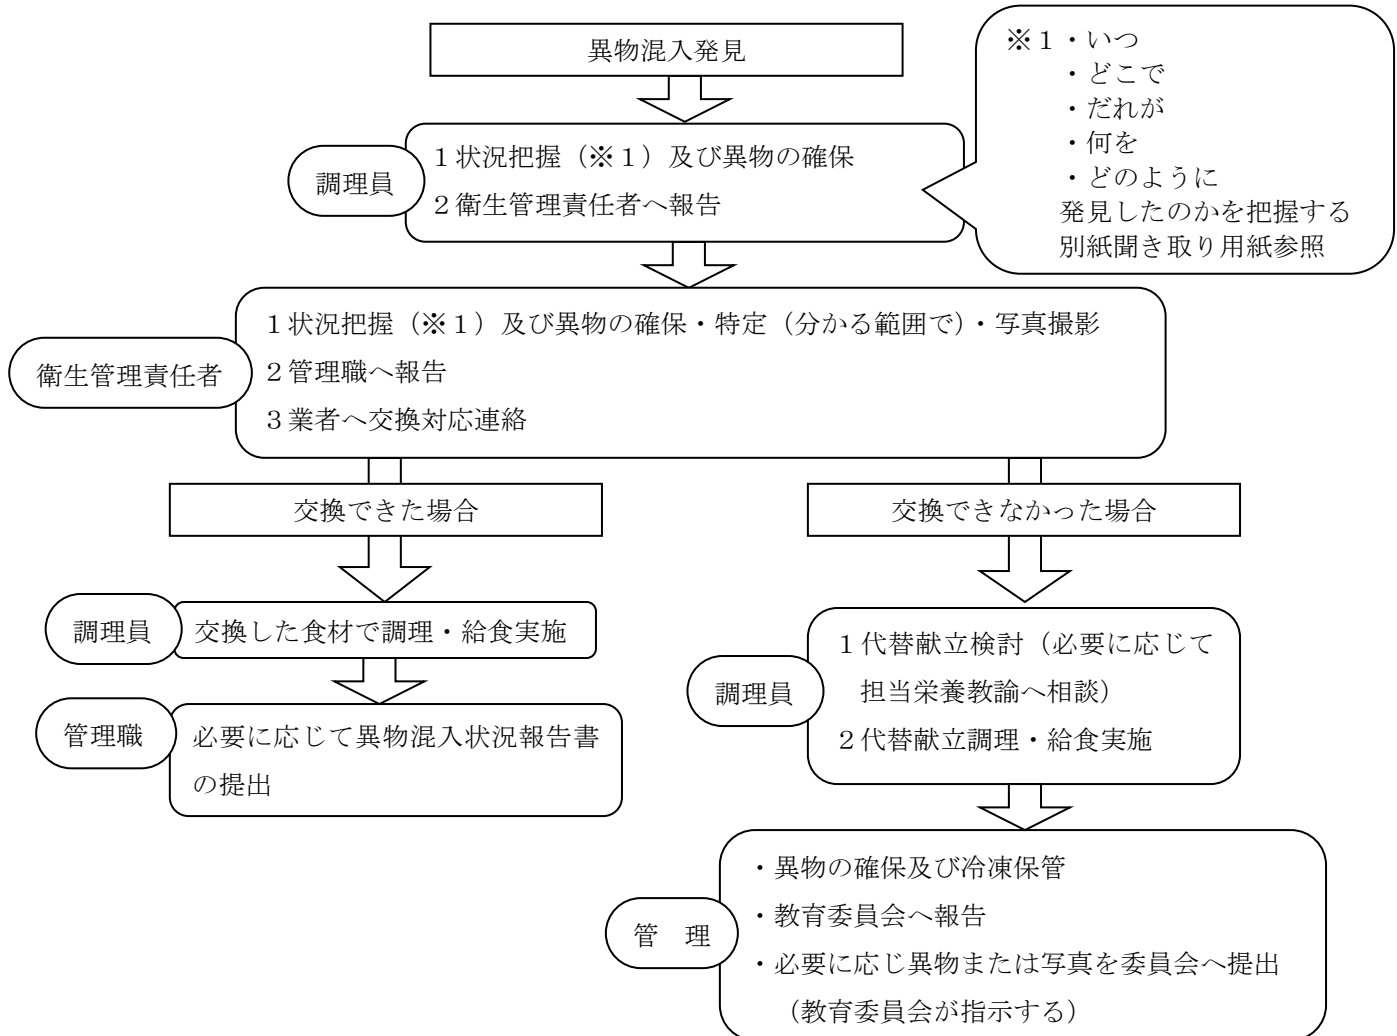 異物混入発見
※１・いつ
・どこで
・だれが
・何を
・どのように
発見したのかを把握する
別紙聞き取り用紙参照
調理員
１状況把握（※１）及び異物の確保
２衛生管理責任者へ報告
衛生管理責任者
１状況把握（※１）及び異物の確保・特定（分かる範囲で）・写真撮影
２管理職へ報告
３業者へ交換対応連絡
交換できた場合
調理員
交換した食材で調理・給食実施
管理職
必要に応じて異物混入状況報告書
の提出
交換できなかった場合
調理員
１代替献立検討（必要に応じて
担当栄養教諭へ相談）
２代替献立調理・給食実施
管　理
・異物の確保及び冷凍保管
・教育委員会へ報告
・必要に応じ異物または写真を委員会へ提出
（教育委員会が指示する）